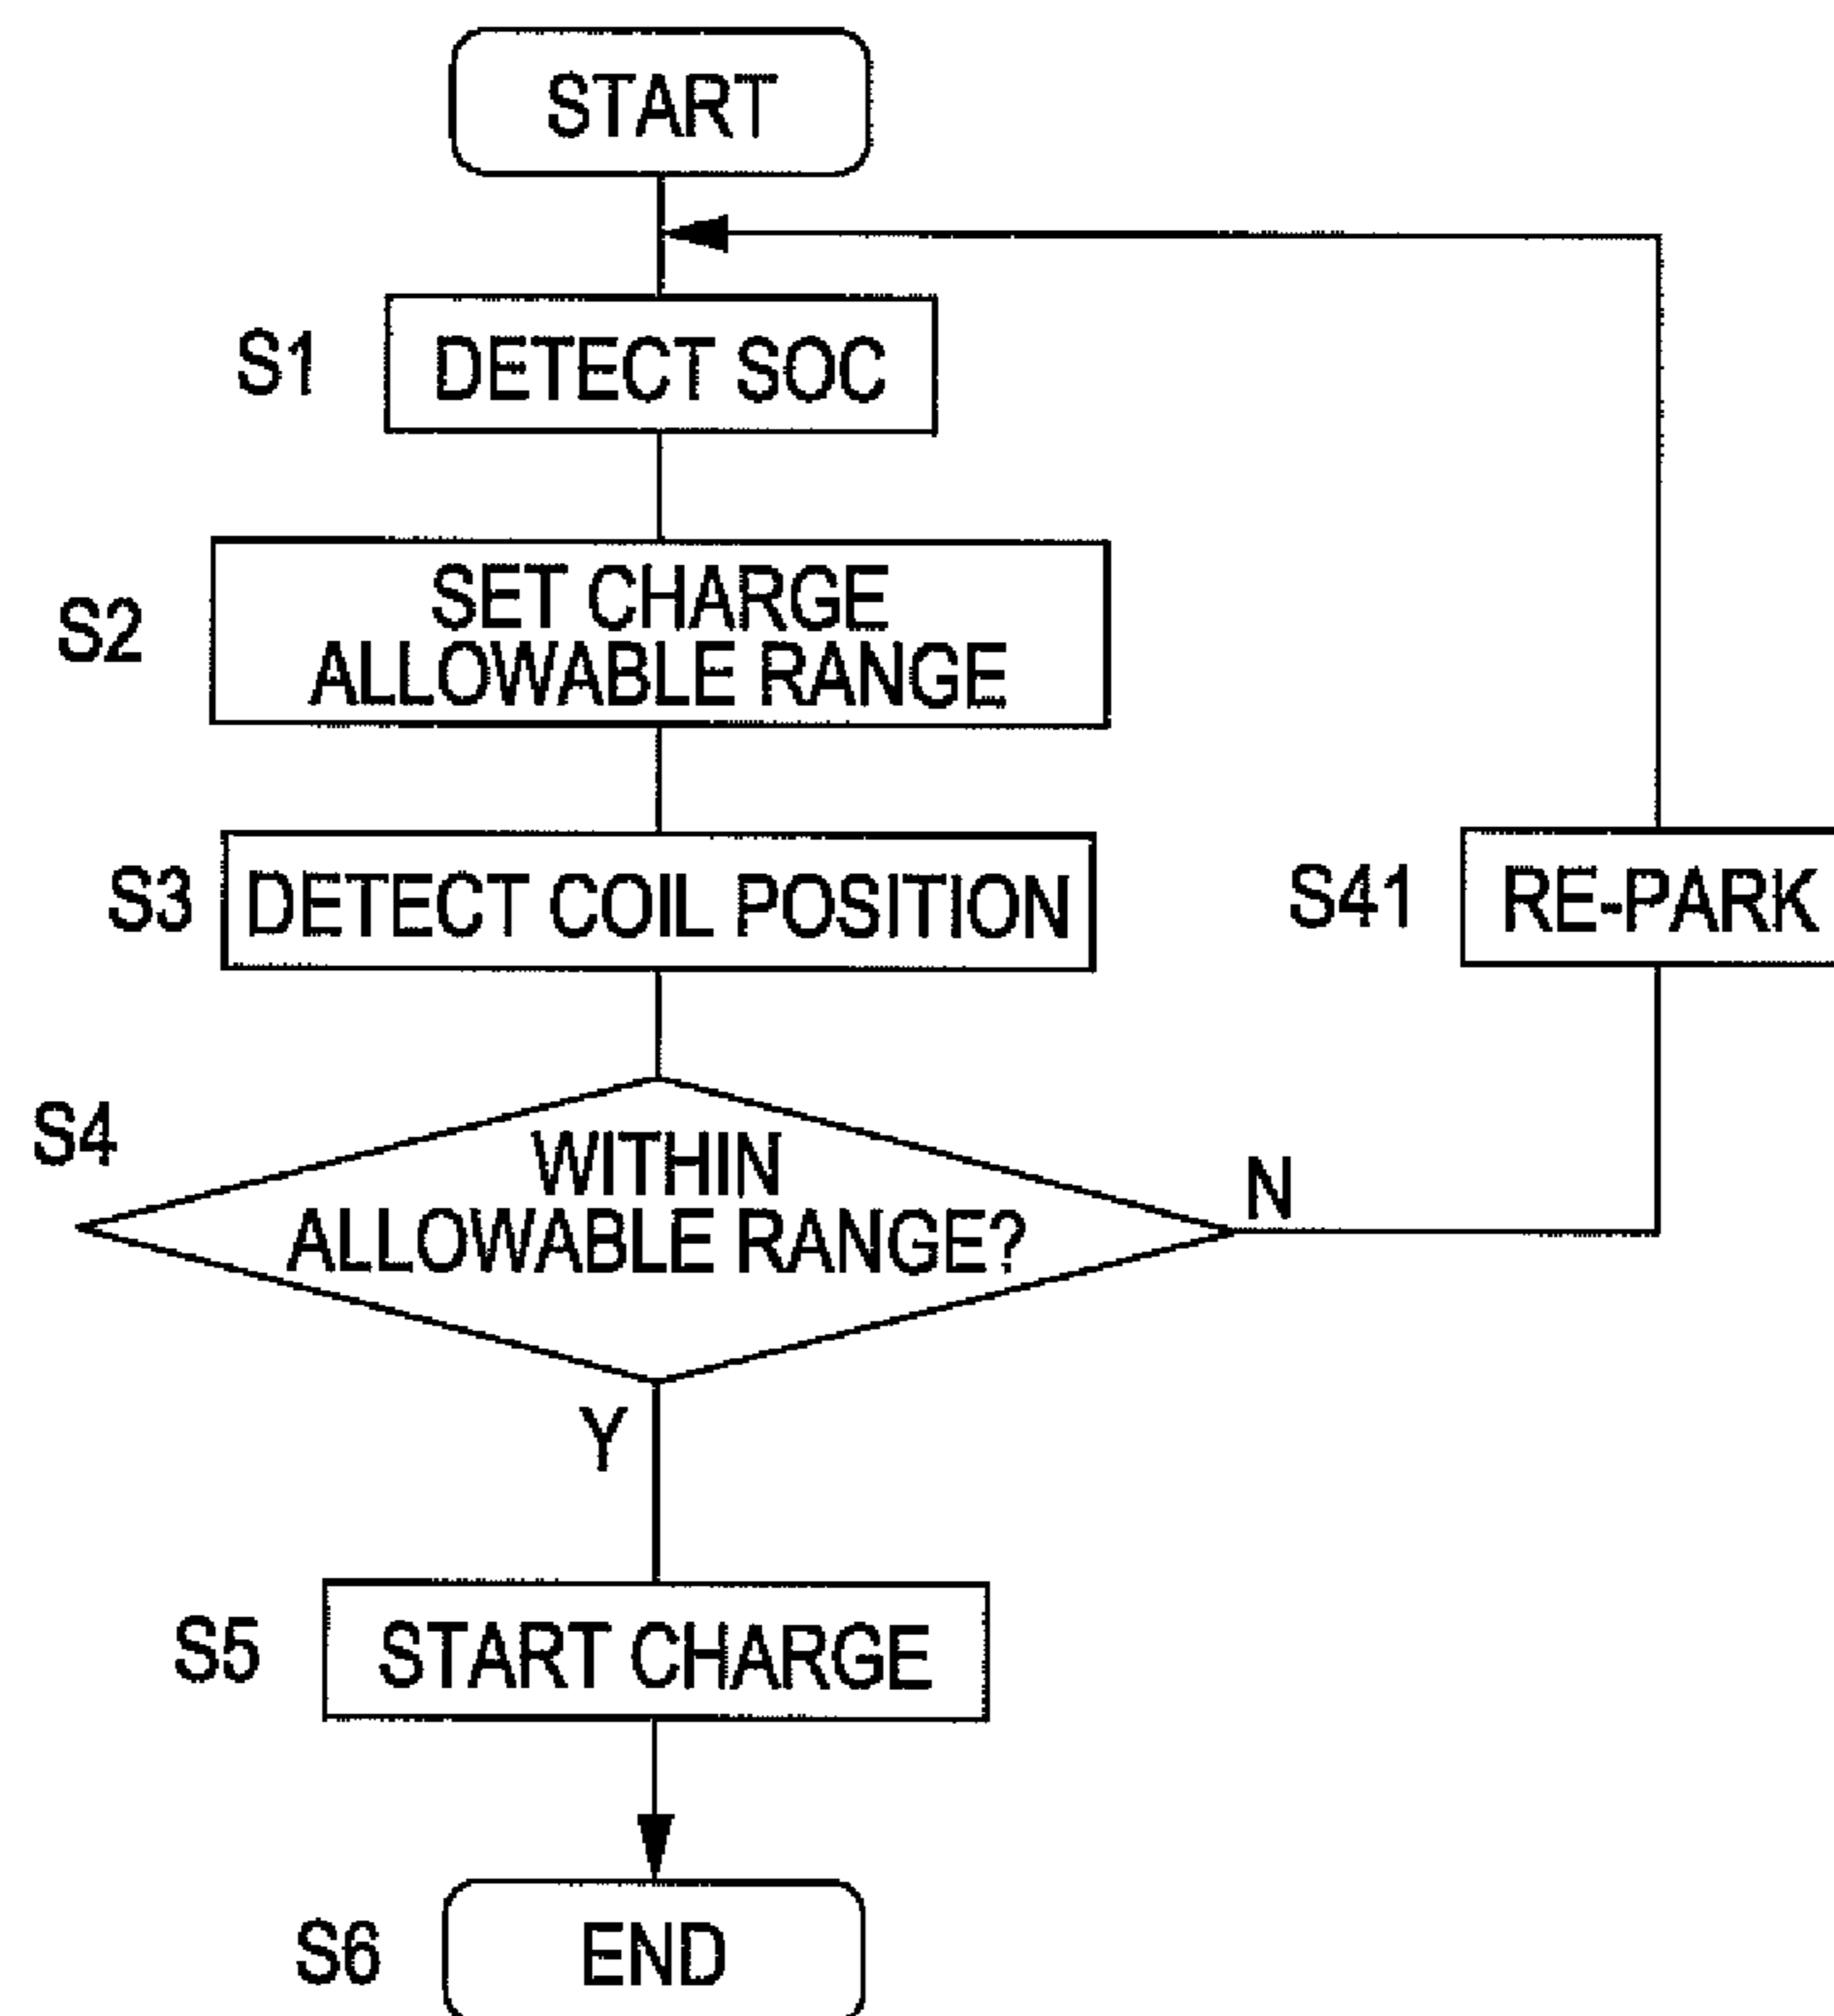 START
S1
DETECT SOC
S2
SET CHARGE
ALLOWABLE RANGE
S3
DETECT COIL POSITION
S41
RE-PARK
S4
WITHIN
ALLOWABLE RANGE?
N
Y
S5
START CHARGE
S6
END